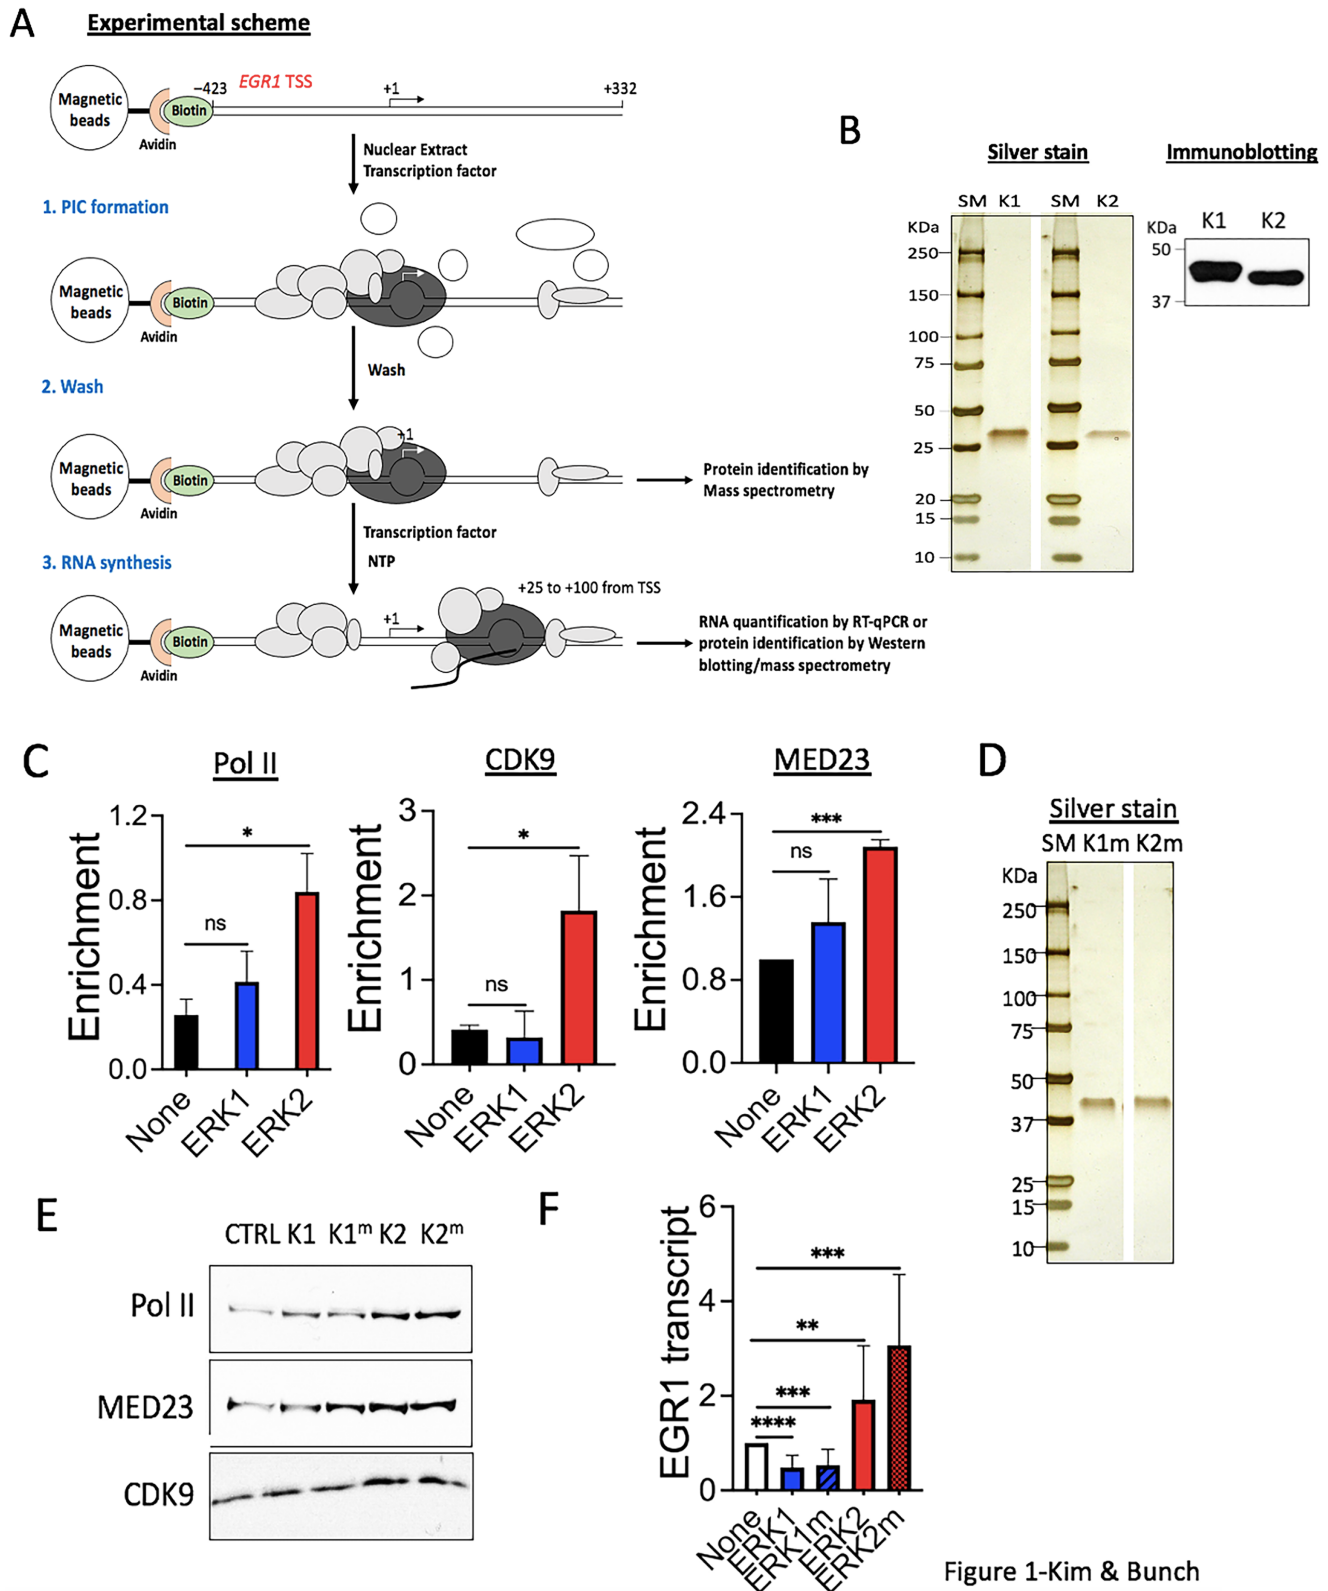 A
Experimental scheme
−423
EGR1 TSS
+1
+332
Magnetic
beads
Biotin
Avidin
Nuclear Extract
Transcription factor
1. PIC formation
Magnetic
beads
Biotin
Avidin
Wash
2. Wash
+1
Magnetic
beads
Biotin
Avidin
Protein identification by
Mass spectrometry
Transcription factor
NTP
3. RNA synthesis
+25 to +100 from TSS
+1
Magnetic
beads
Biotin
Avidin
RNA quantification by RT-qPCR or
protein identification by Western
blotting/mass spectrometry
B
Silver stain
SM K1 SM K2
KDa
250
150
100
75
50
25
20
15
10
Immunoblotting
K1 K2
KDa
50
37
C
Pol II
Enrichment
1.2
0.8
0.4
0.0
*
ns
None
ERK1
ERK2
CDK9
Enrichment
3
2
1
0
*
ns
None
ERK1
ERK2
MED23
Enrichment
2.4
1.6
0.8
0.0
***
ns
None
ERK1
ERK2
D
Silver stain
SM K1m K2m
KDa
250
150
100
75
50
37
25
15
10
E
CTRL K1 K1m K2 K2m
Pol II
MED23
CDK9
F
EGR1 transcript
6
4
2
0
***
**
***
****
None
ERK1
ERK1m
ERK2
ERK2m
Figure 1-Kim & Bunch